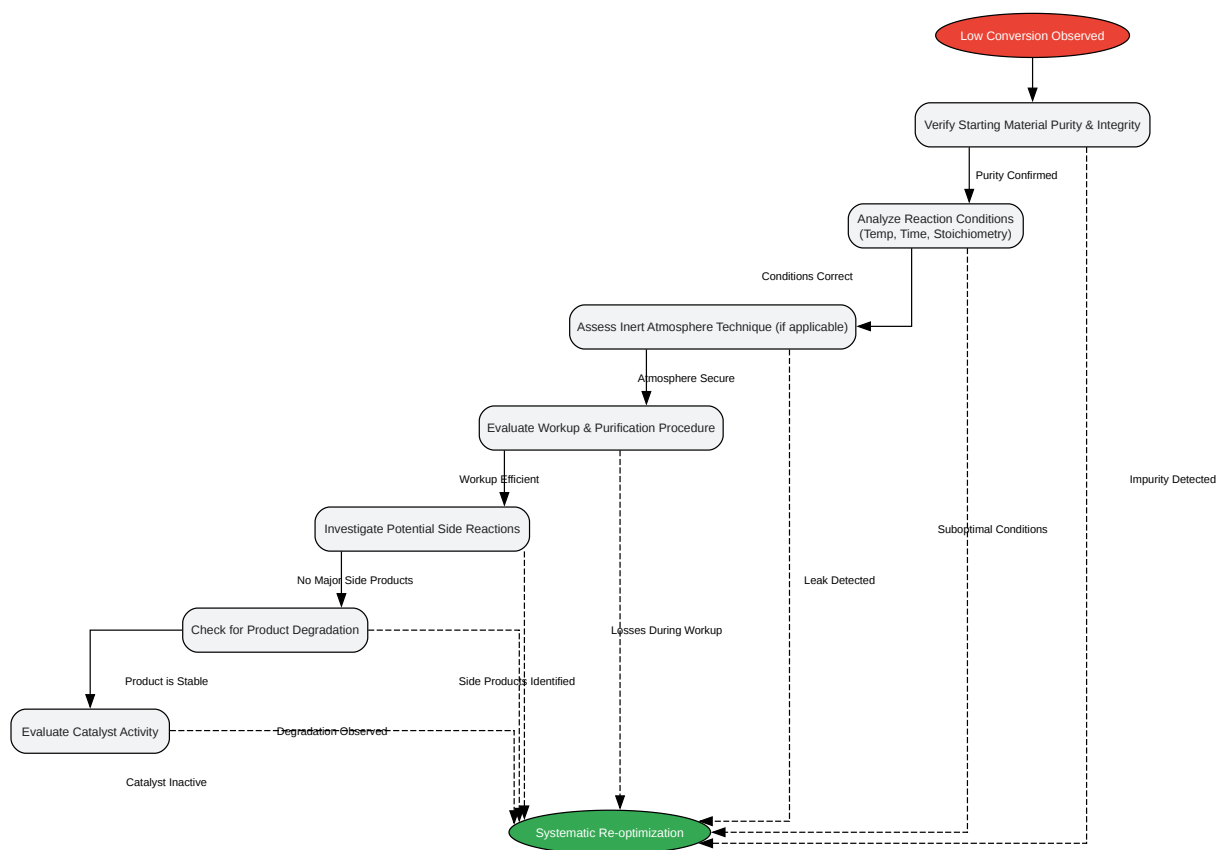 Low Conversion Observed
Verify Starting Material Purity & Integrity
Purity Confirmed
Analyze Reaction Conditions
(Temp, Time, Stoichiometry)
Conditions Correct
Assess Inert Atmosphere Technique (if applicable)
Atmosphere Secure
Evaluate Workup & Purification Procedure
Workup Efficient
Impurity Detected
Investigate Potential Side Reactions
Suboptimal Conditions
No Major Side Products
Leak Detected
Check for Product Degradation
Losses During Workup
Product is Stable
Side Products Identified
Evaluate Catalyst Activity
Degradation Observed
Catalyst Inactive
Systematic Re-optimization